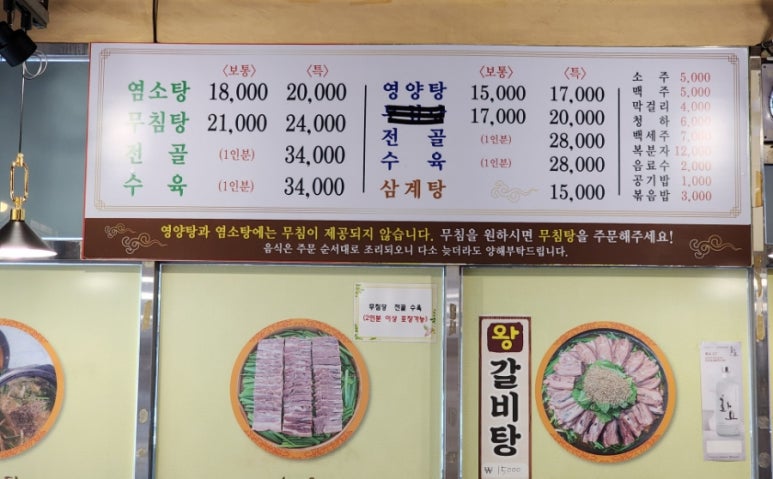 〈보통〉 〈특〉 〈보통〉 〈특〉
염소탕 18,000 20,000 영양탕 15,000 17,000
무침탕 21,000 24,000 17,000 20,000
전골 (1인분) 34,000 전골 (1인분) 28,000
수육 (1인분) 34,000 수육 (1인분) 28,000
삼계탕 15,000
소주 5,000
맥주 5,000
막걸리 4,000
청하 6,000
백세주 7,000
복분자 12,000
음료수 2,000
공기밥 1,000
볶음밥 3,000
영양탕과 염소탕에는 무침이 제공되지 않습니다. 무침을 원하시면 무침탕을 주문해주세요!
음식은 주문 순서대로 조리되오니 다소 늦더라도 양해부탁드립니다.
무침탕 전골 수육
(2인분 이상 포장가능)
왕
갈비탕
₩ 15000